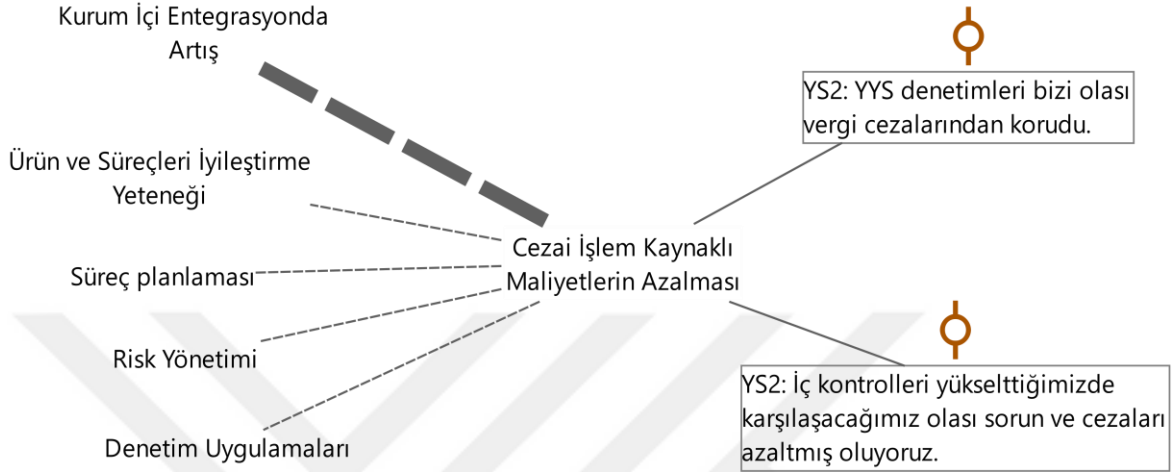 Kurum İçi Entegrasyonda
Artış
YS2: YYS denetimleri bizi olası
vergi cezalarından korudu.
Ürün ve Süreçleri İyileştirme
Yeteneği
Cezai İşlem Kaynaklı
Maliyetlerin Azalması
Süreç planlaması
Risk Yönetimi
Denetim Uygulamaları
YS2: İç kontrolleri yükselttiğimizde
karşılaşacağımız olası sorun ve cezaları
azaltmış oluyoruz.